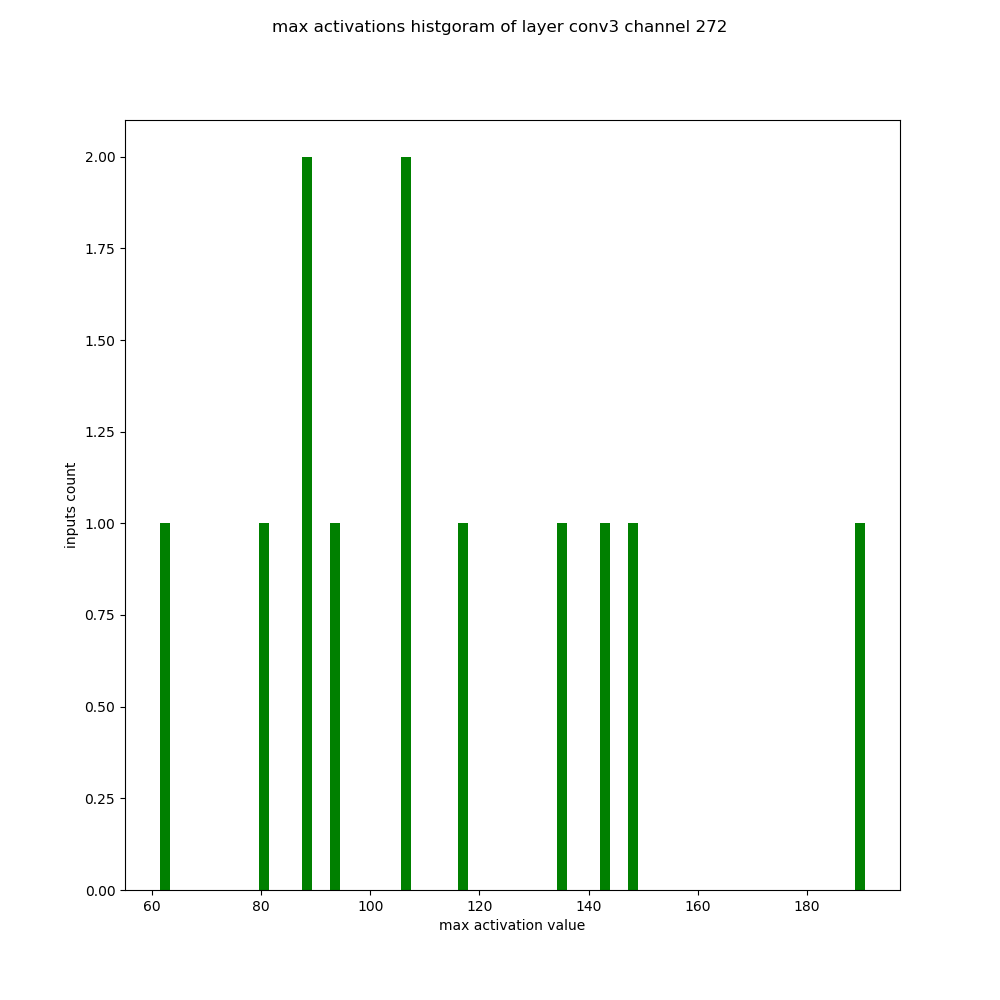 max activations histgoram of layer conv3 channel 272
2.00
1.75
1.50
1.25
1.00
0.75
0.50
0.25
0.00
inputs count
60 80 100 120 140 160 180
max activation value